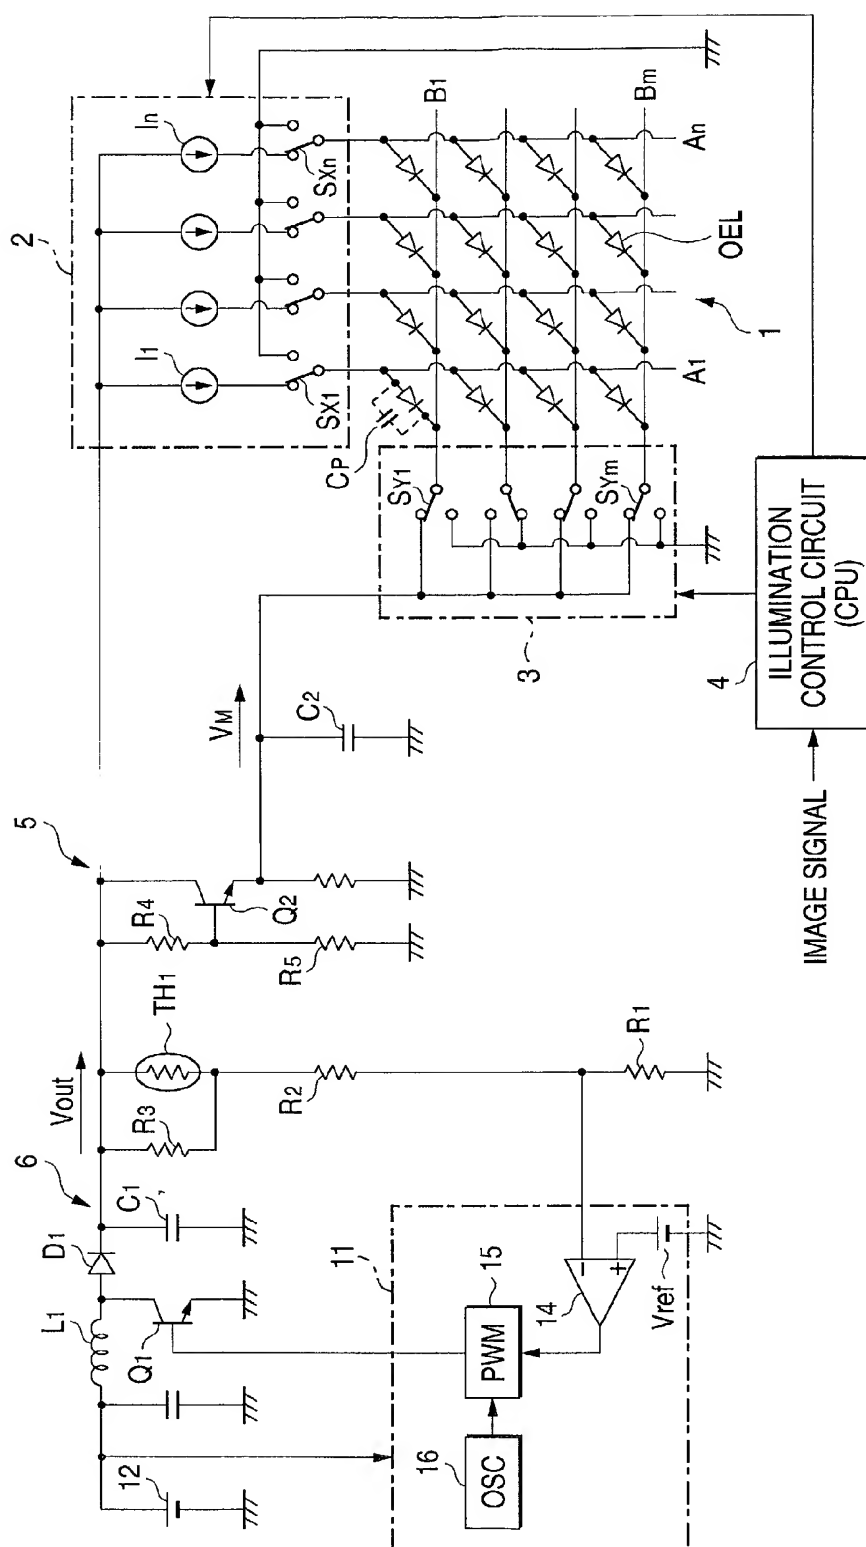 5
6
2
Vout
VM
In
I1
SXn
SX1
12
L1
D1
Q1
C1
R3
TH1
R4
R2
R5
Q2
C2
CP
B1
Bm
An
A1
OEL
1
SY1
SYm
3
11
16
OSC
15
PWM
14
−
+
Vref
R1
4
ILLUMINATION
CONTROL CIRCUIT
(CPU)
IMAGE SIGNAL